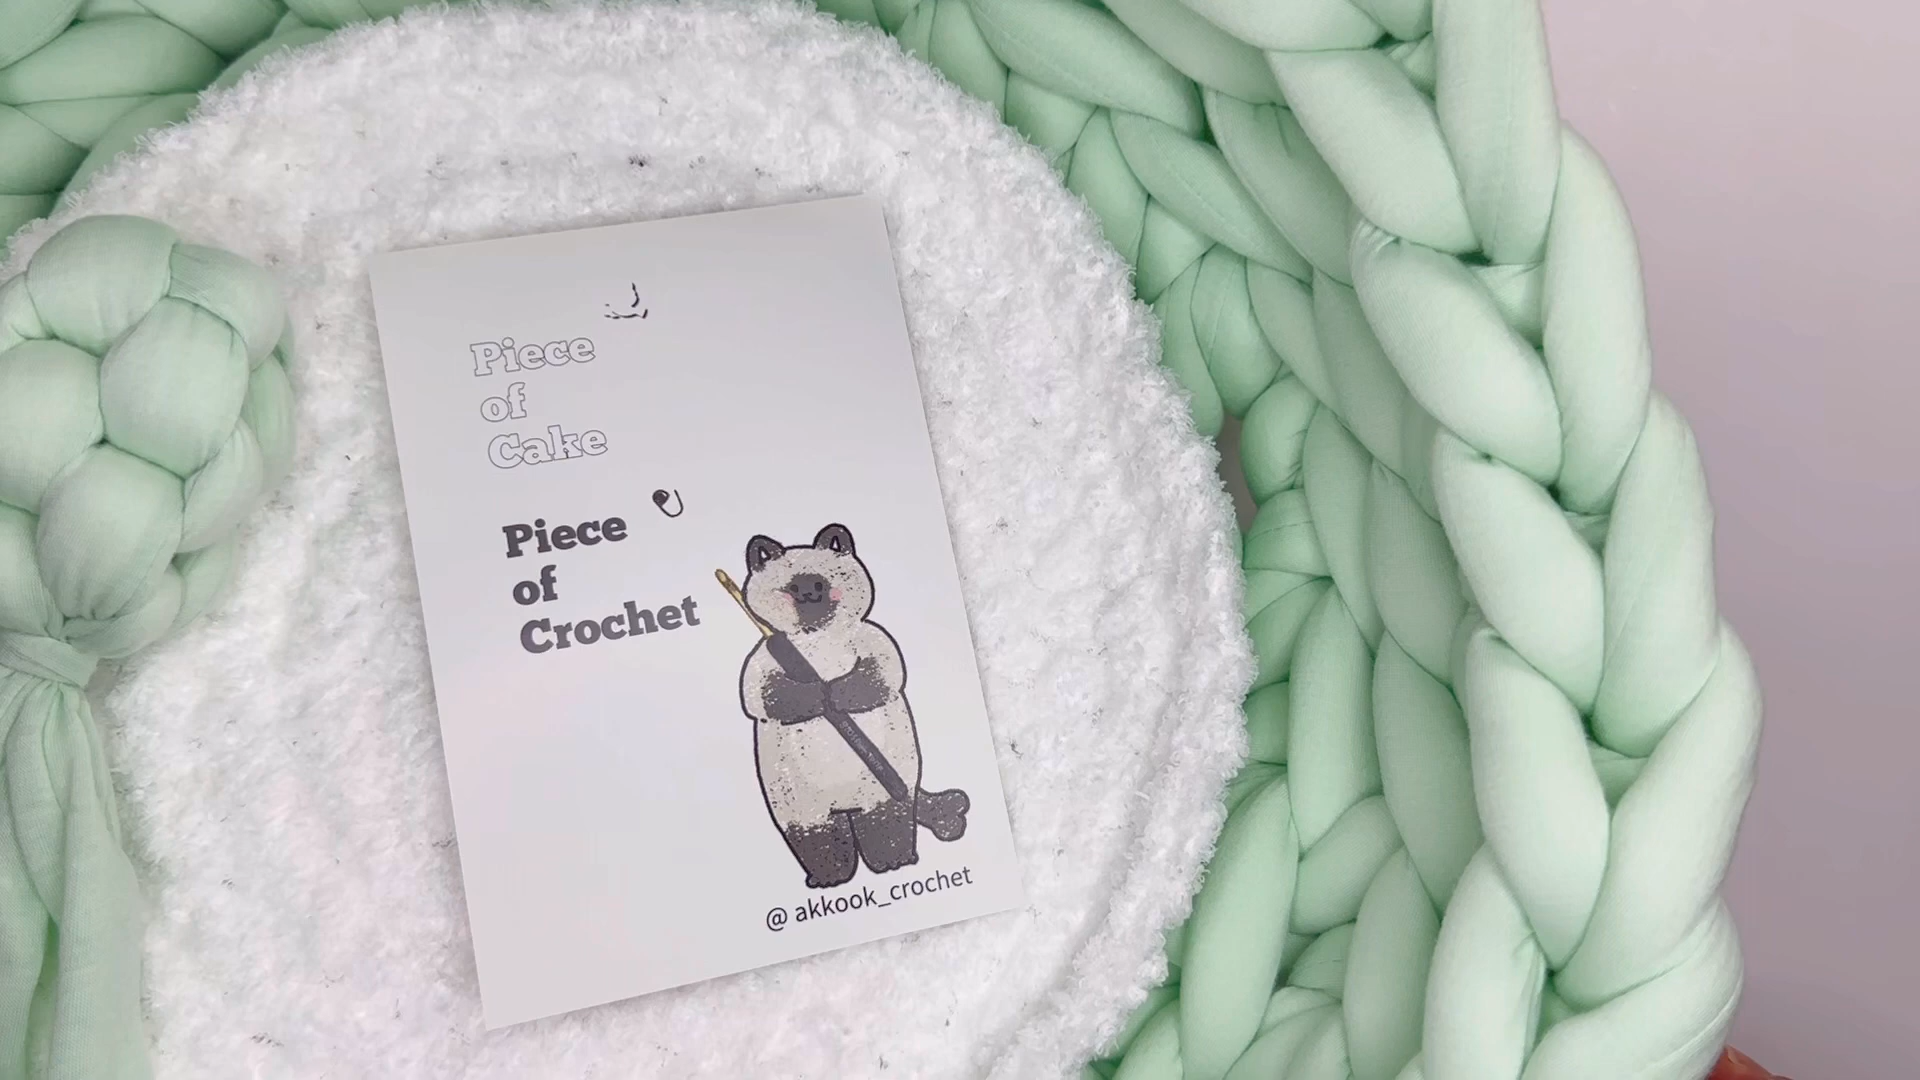 Piece
of
Cake
Piece
of
Crochet
@ akkook_crochet